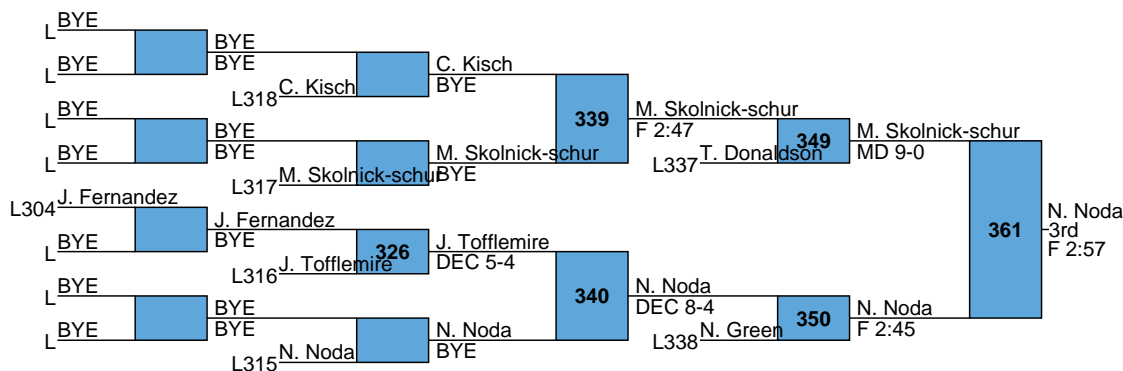 L BYE
BYE
BYE
L BYE
C. Kisch
BYE
L318 C. Kisch
L BYE
BYE
BYE
L BYE
M. Skolnick-schur
BYE
L317 M. Skolnick-schur
339
M. Skolnick-schur
F 2:47
349
L337 T. Donaldson
M. Skolnick-schur
MD 9-0
L304 J. Fernandez
J. Fernandez
BYE
L BYE
326
J. Tofflemire
DEC 5-4
L316 J. Tofflemire
L BYE
BYE
BYE
L BYE
N. Noda
BYE
L315 N. Noda
340
N. Noda
DEC 8-4
350
L338 N. Green
N. Noda
F 2:45
361
N. Noda
3rd
F 2:57